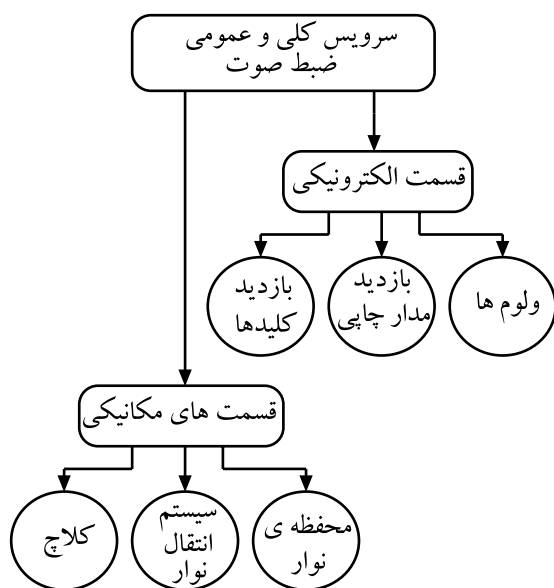 سرویس کلی و عمومی
ضبط صوت
قسمت الکترونیکی
ولوم ها
بازدید
مدار چاپی
بازدید
کلیدها
قسمت های مکانیکی
محفظه ی
نوار
سیستم
انتقال
نوار
کلاچ